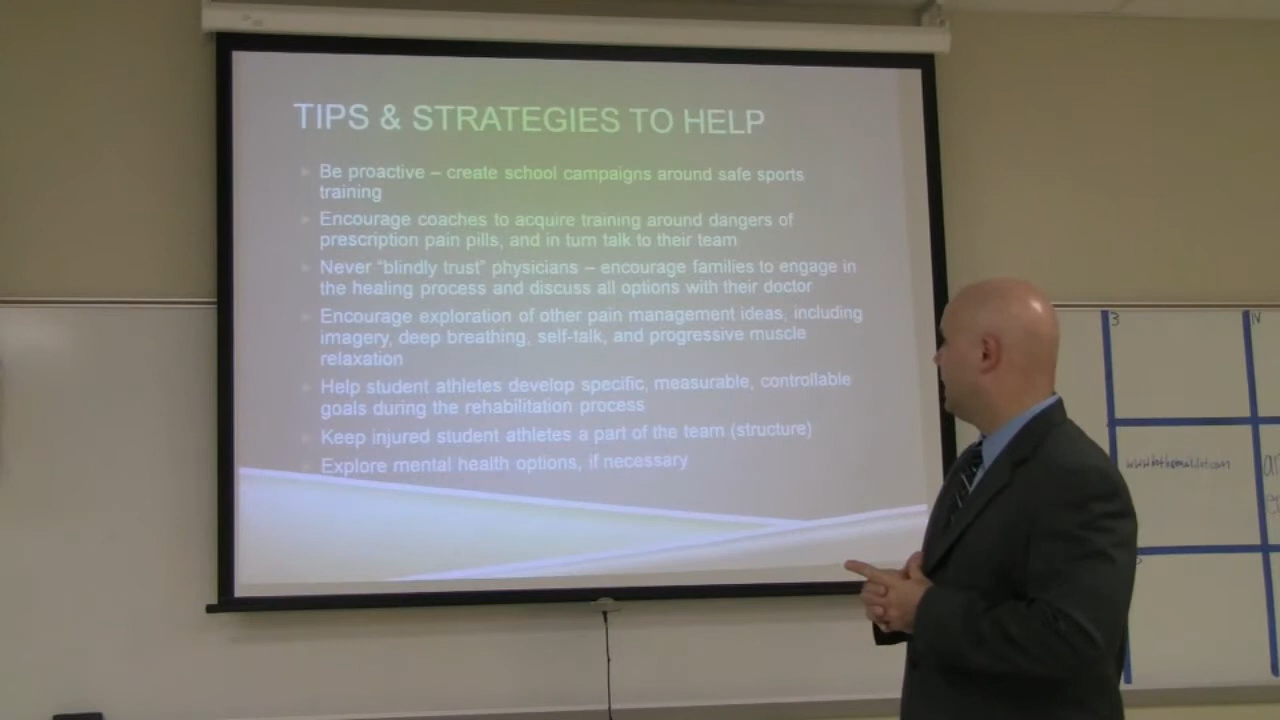 TIPS & STRATEGIES TO HELP
Be proactive – create school campaigns around safe sports
training
Encourage coaches to acquire training around dangers of
prescription pain pills, and in turn talk to their team
Never “blindly trust” physicians – encourage families to engage in
the healing process and discuss all options with their doctor
Encourage exploration of other pain management ideas, including
imagery, deep breathing, self-talk, and progressive muscle
relaxation
Help student athletes develop specific, measurable, controllable
goals during the rehabilitation process
Keep injured student athletes a part of the team (structure)
Explore mental health options, if necessary
3
IV